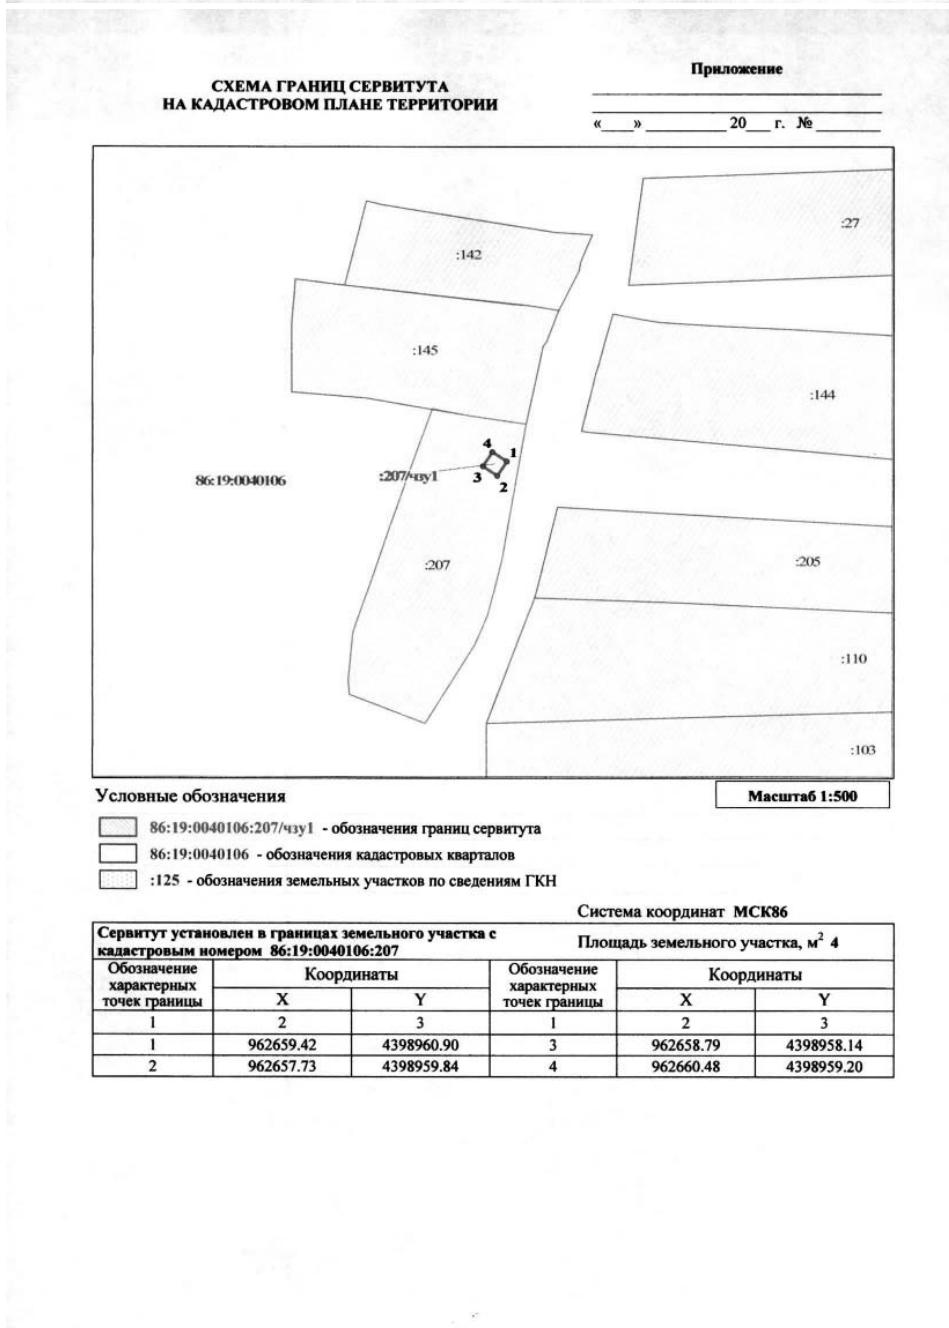 Приложение
СХЕМА ГРАНИЦ СЕРВИТУТА
НА КАДАСТРОВОМ ПЛАНЕ ТЕРРИТОРИИ
«____» __________ 20___ г. № ________
:27
:142
:145
:144
4
1
86:19:0040106
:207/чзу1
3
2
:207
:205
:110
:103
Условные обозначения
Масштаб 1:500
86:19:0040106:207/чзу1 - обозначения границ сервитута
86:19:0040106 - обозначения кадастровых кварталов
:125 - обозначения земельных участков по сведениям ГКН
Система координат МСК86
Сервитут установлен в границах земельного участка с кадастровым номером 86:19:0040106:207
Площадь земельного участка, м² 4
Обозначение характерных точек границы Координаты Обозначение характерных точек границы Координаты
X Y X Y
1 2 3 1 2 3
1 962659.42 4398960.90 3 962658.79 4398958.14
2 962657.73 4398959.84 4 962660.48 4398959.20